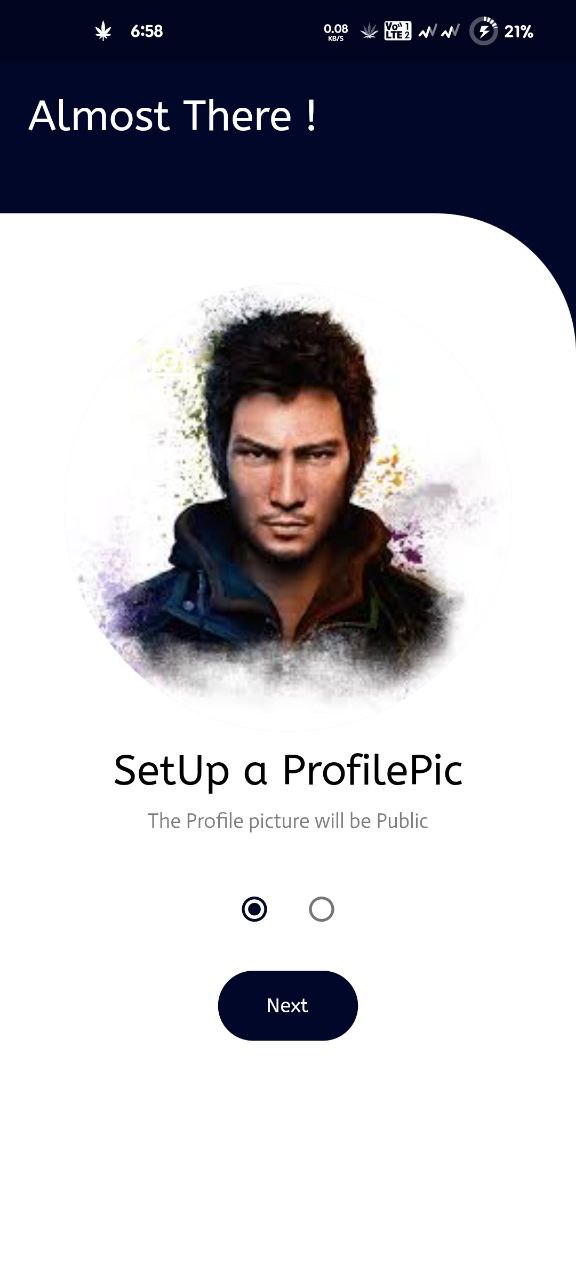 6:58
0.08
KB/S
Vo 1
LTE 2
21%
Almost There !
SetUp a ProfilePic
The Profile picture will be Public
Next